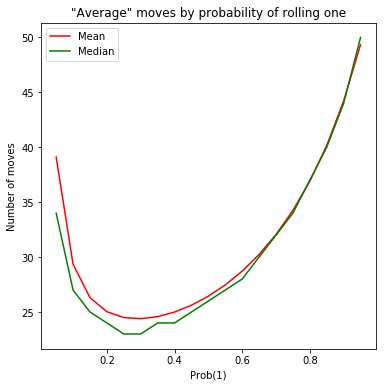 "Average" moves by probability of rolling one
Mean
Median
Number of moves
50
45
40
35
30
25
0.2
0.4
0.6
0.8
Prob(1)